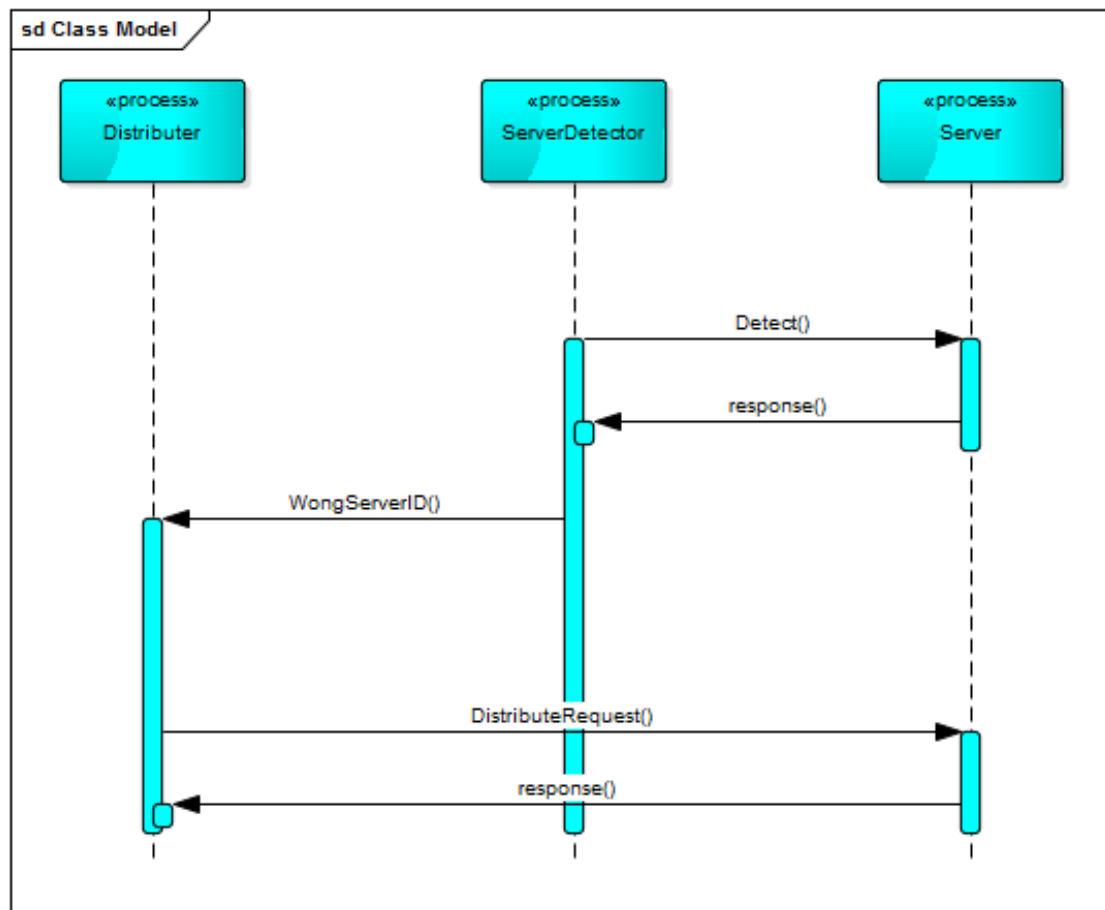 sd Class Model
«process»
Distributer
«process»
ServerDetector
«process»
Server
Detect()
response()
WongServerID()
DistributeRequest()
response()